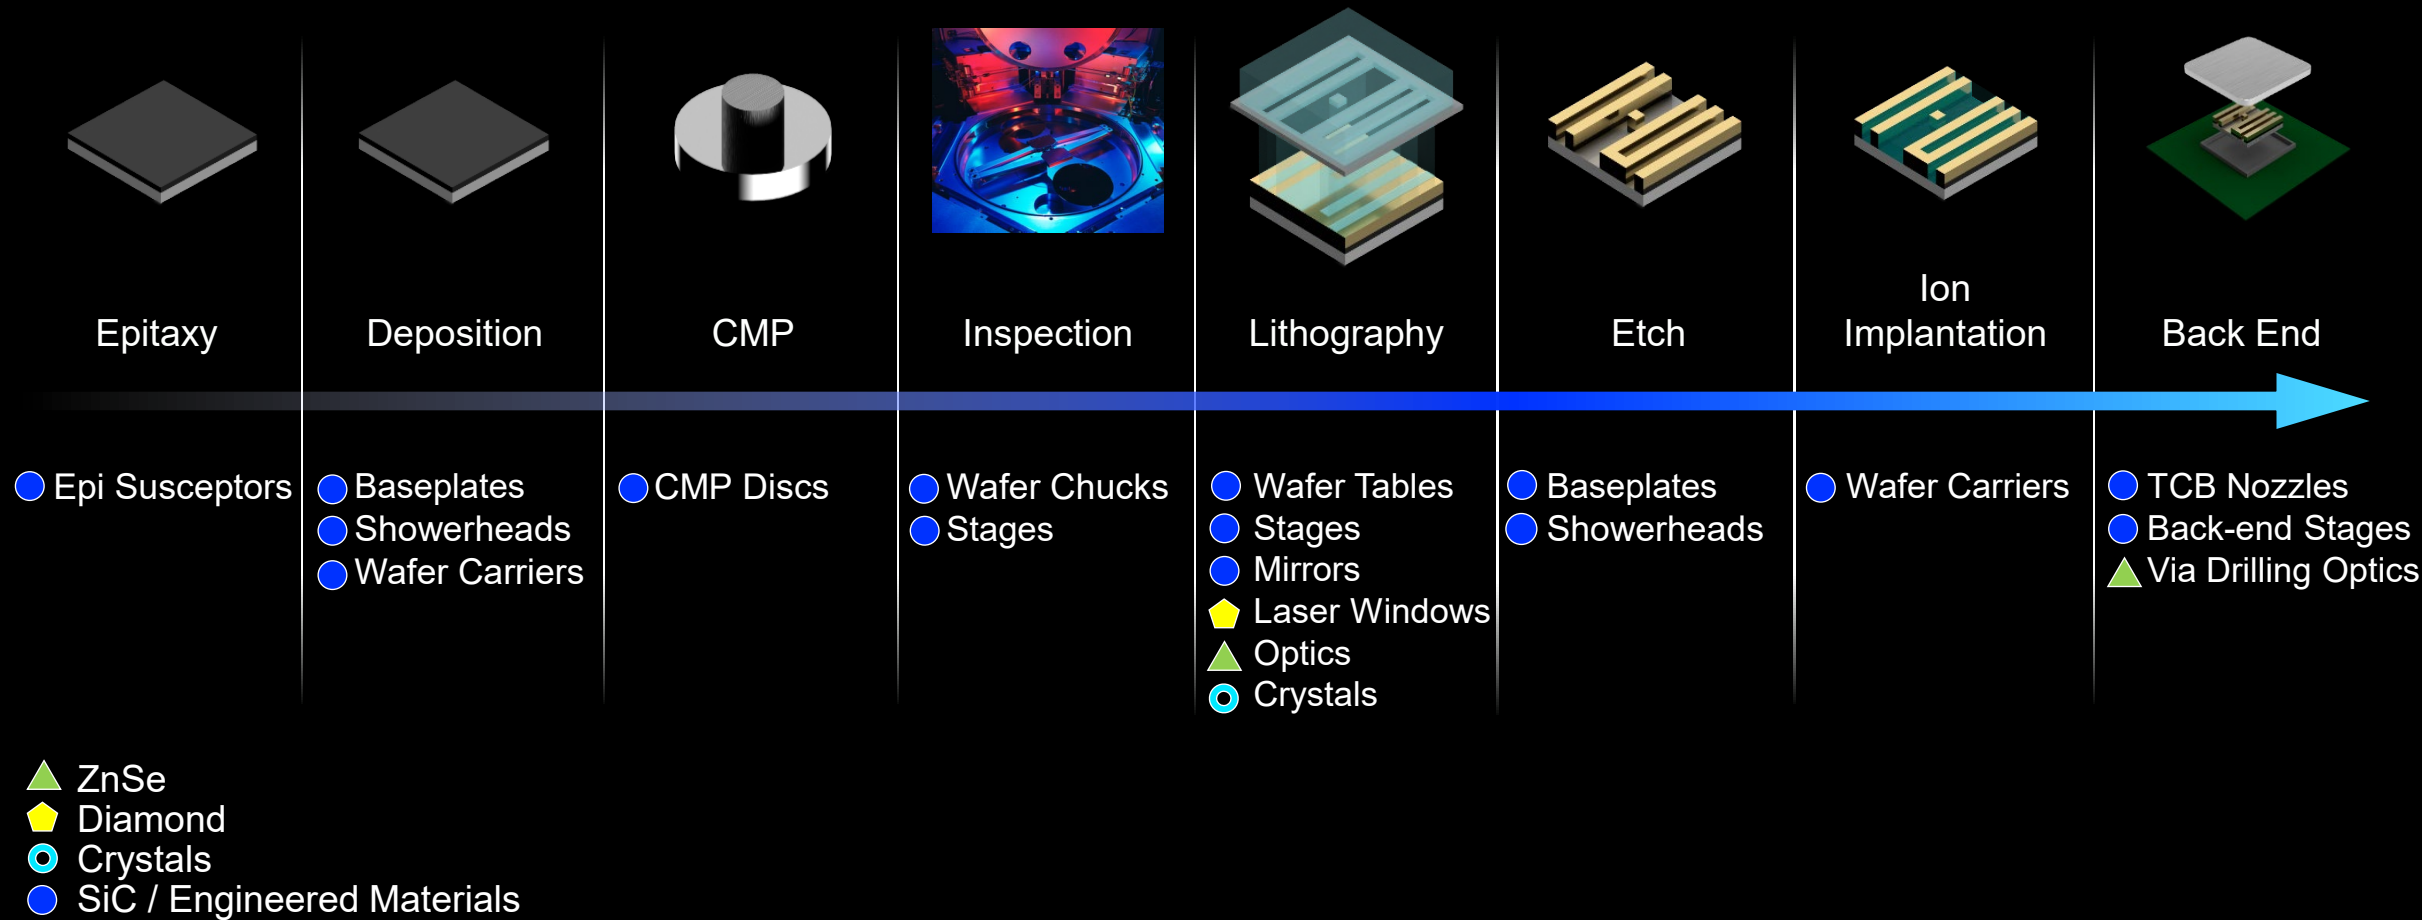 Epitaxy
Deposition
CMP
Inspection
Lithography
Etch
Ion
Implantation
Back End
Epi Susceptors
Baseplates
Showerheads
Wafer Carriers
CMP Discs
Wafer Chucks
Stages
Wafer Tables
Stages
Mirrors
Laser Windows
Optics
Crystals
Baseplates
Showerheads
Wafer Carriers
TCB Nozzles
Back-end Stages
Via Drilling Optics
ZnSe
Diamond
Crystals
SiC / Engineered Materials